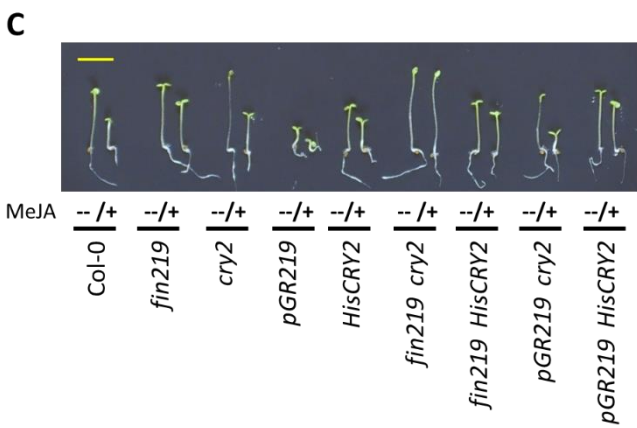 C
MeJA -- /+ --/+ --/+ --/+ --/+ -- /+ --/+ --/+ --/+
Col-0
fin219
cry2
pGR219
HisCRY2
fin219 cry2
fin219 HisCRY2
pGR219 cry2
pGR219 HisCRY2